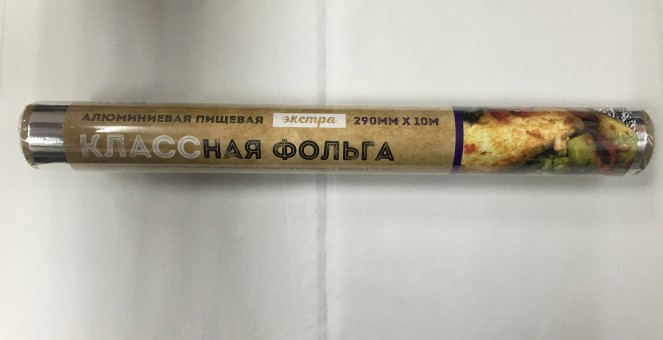 АЛЮМИНИЕВАЯ ПИЩЕВАЯ экстра 290ММ X 10М
КЛАССНАЯ ФОЛЬГА